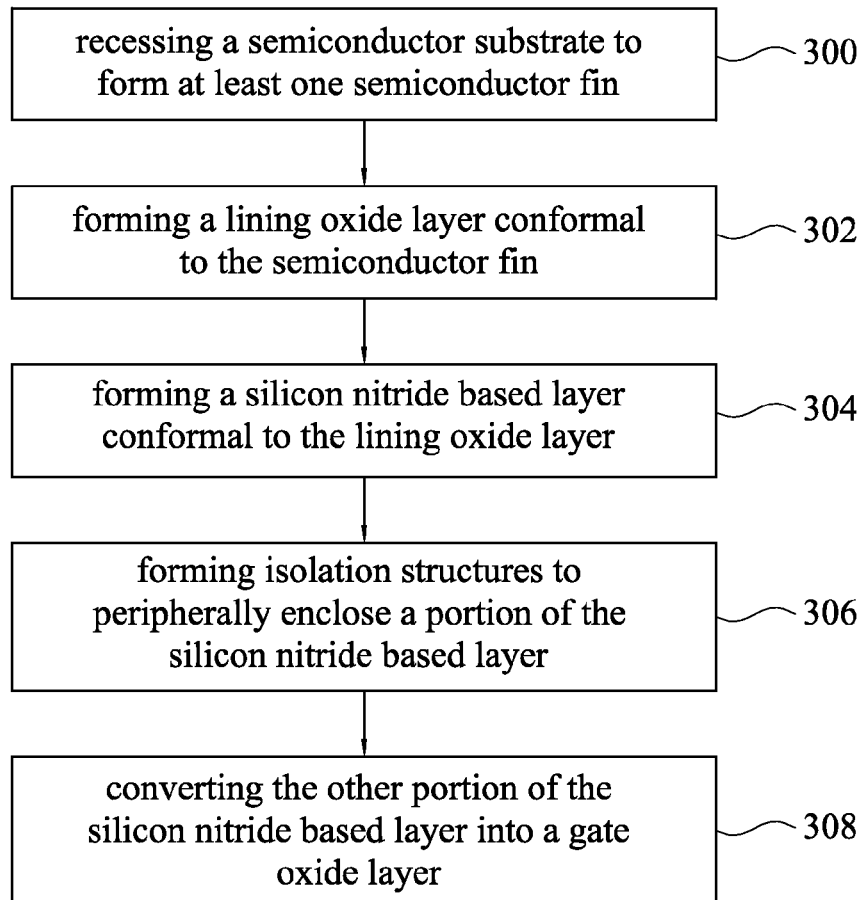 recessing a semiconductor substrate to
form at least one semiconductor fin
300
forming a lining oxide layer conformal
to the semiconductor fin
302
forming a silicon nitride based layer
conformal to the lining oxide layer
304
forming isolation structures to
peripherally enclose a portion of the
silicon nitride based layer
306
converting the other portion of the
silicon nitride based layer into a gate
oxide layer
308